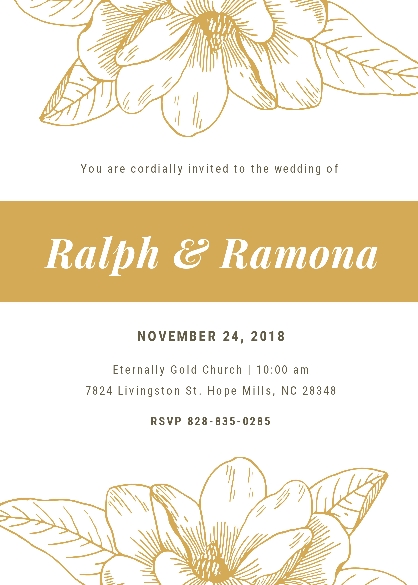 You are cordially invited to the wedding of
Ralph & Ramona
NOVEMBER 24, 2018
Eternally Gold Church | 10:00 am
7824 Livingston St. Hope Mills, NC 28348
RSVP 828-835-0285